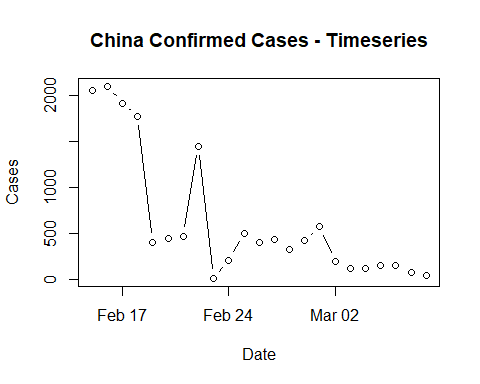 China Confirmed Cases - Timeseries
2000
1000
500
0
Cases
Feb 17
Feb 24
Mar 02
Date